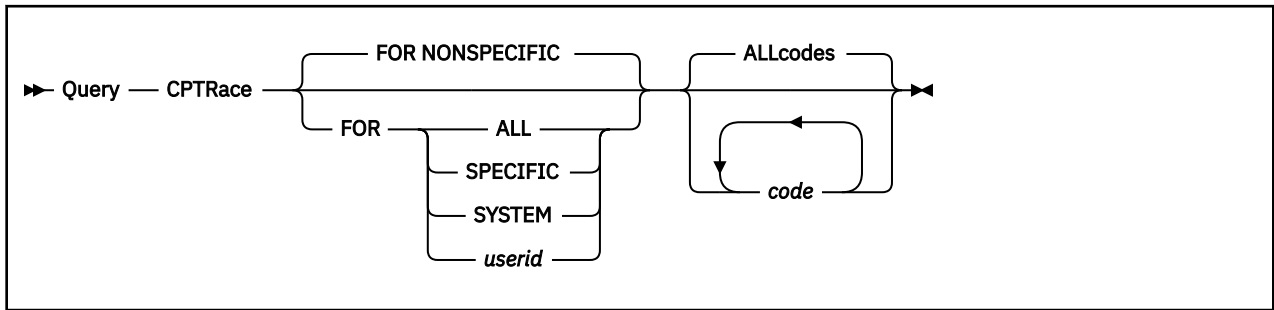 FOR NONSPECIFIC
ALLcodes
Query CPTRace
FOR ALL
SPECIFIC
code
SYSTEM
userid